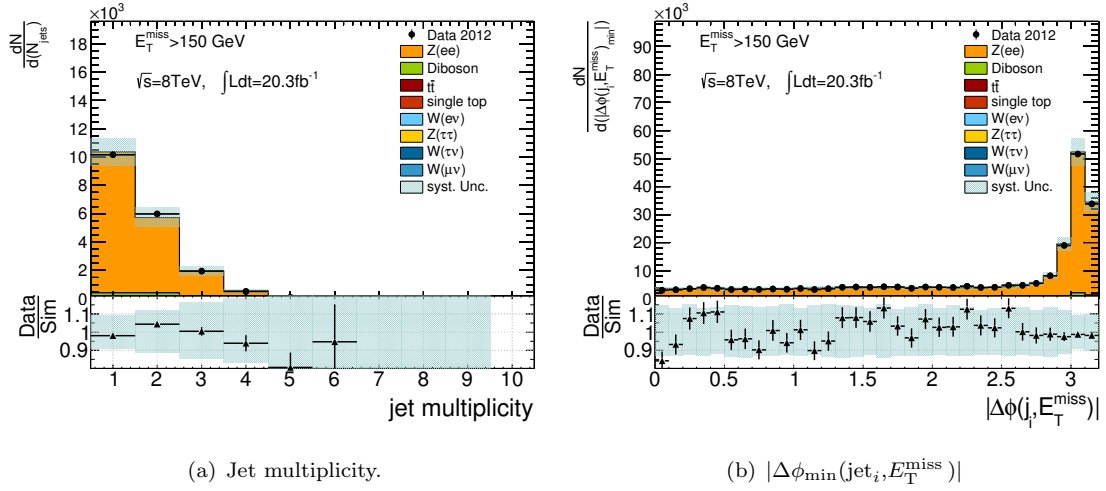 ×10³
dN
d(N_jets)
18
16
14
12
10
8
6
4
2
0
E_T^miss>150 GeV
√s=8TeV, ∫Ldt=20.3fb⁻¹
Data 2012
Z(ee)
Diboson
tt̄
single top
W(eν)
Z(ττ)
W(τν)
W(μν)
syst. Unc.
Data
Sim
1.1
1
0.9
1 2 3 4 5 6 7 8 9 10
jet multiplicity
(a) Jet multiplicity.
×10³
dN
d(|Δϕ(j_i,E_T^miss)_min|)
90
80
70
60
50
40
30
20
10
0
E_T^miss>150 GeV
√s=8TeV, ∫Ldt=20.3fb⁻¹
Data 2012
Z(ee)
Diboson
tt̄
single top
W(eν)
Z(ττ)
W(τν)
W(μν)
syst. Unc.
Data
Sim
1.1
1
0.9
0 0.5 1 1.5 2 2.5 3
|Δϕ(j_i,E_T^miss)|
(b) |Δϕ_min(jet_i,E_T^miss)|